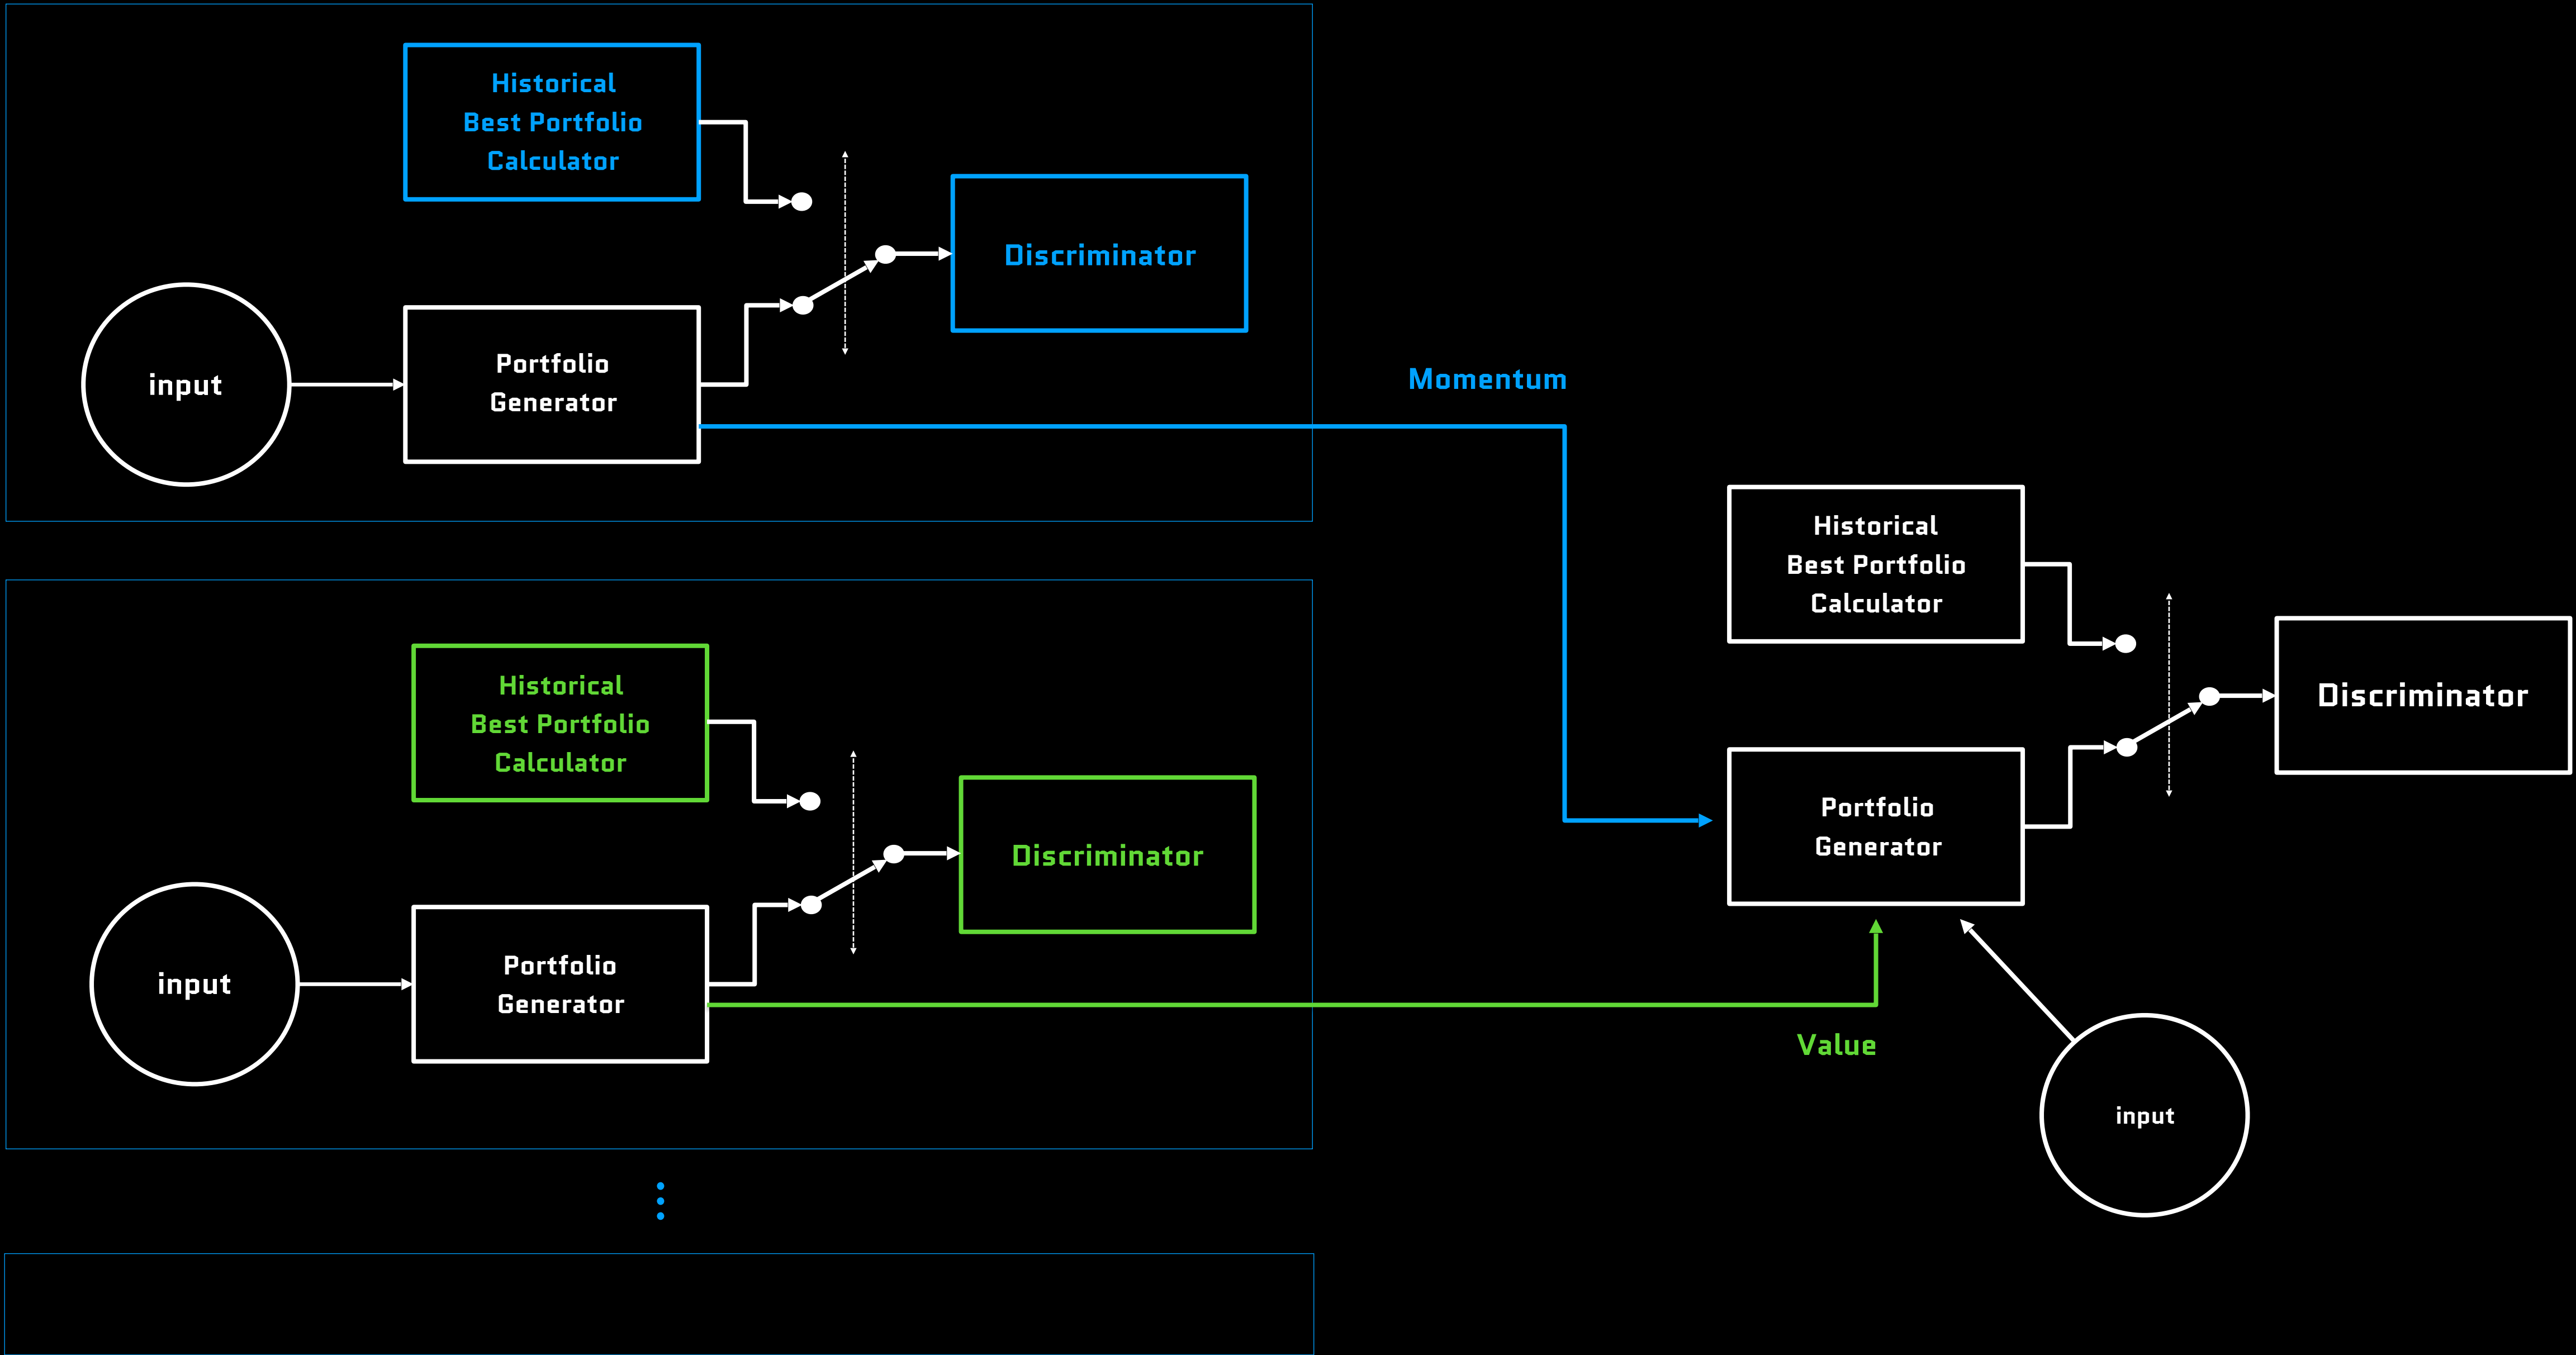 Historical
Best Portfolio
Calculator
Discriminator
input
Portfolio
Generator
Momentum
Historical
Best Portfolio
Calculator
Discriminator
input
Portfolio
Generator
Historical
Best Portfolio
Calculator
Discriminator
Portfolio
Generator
Value
input